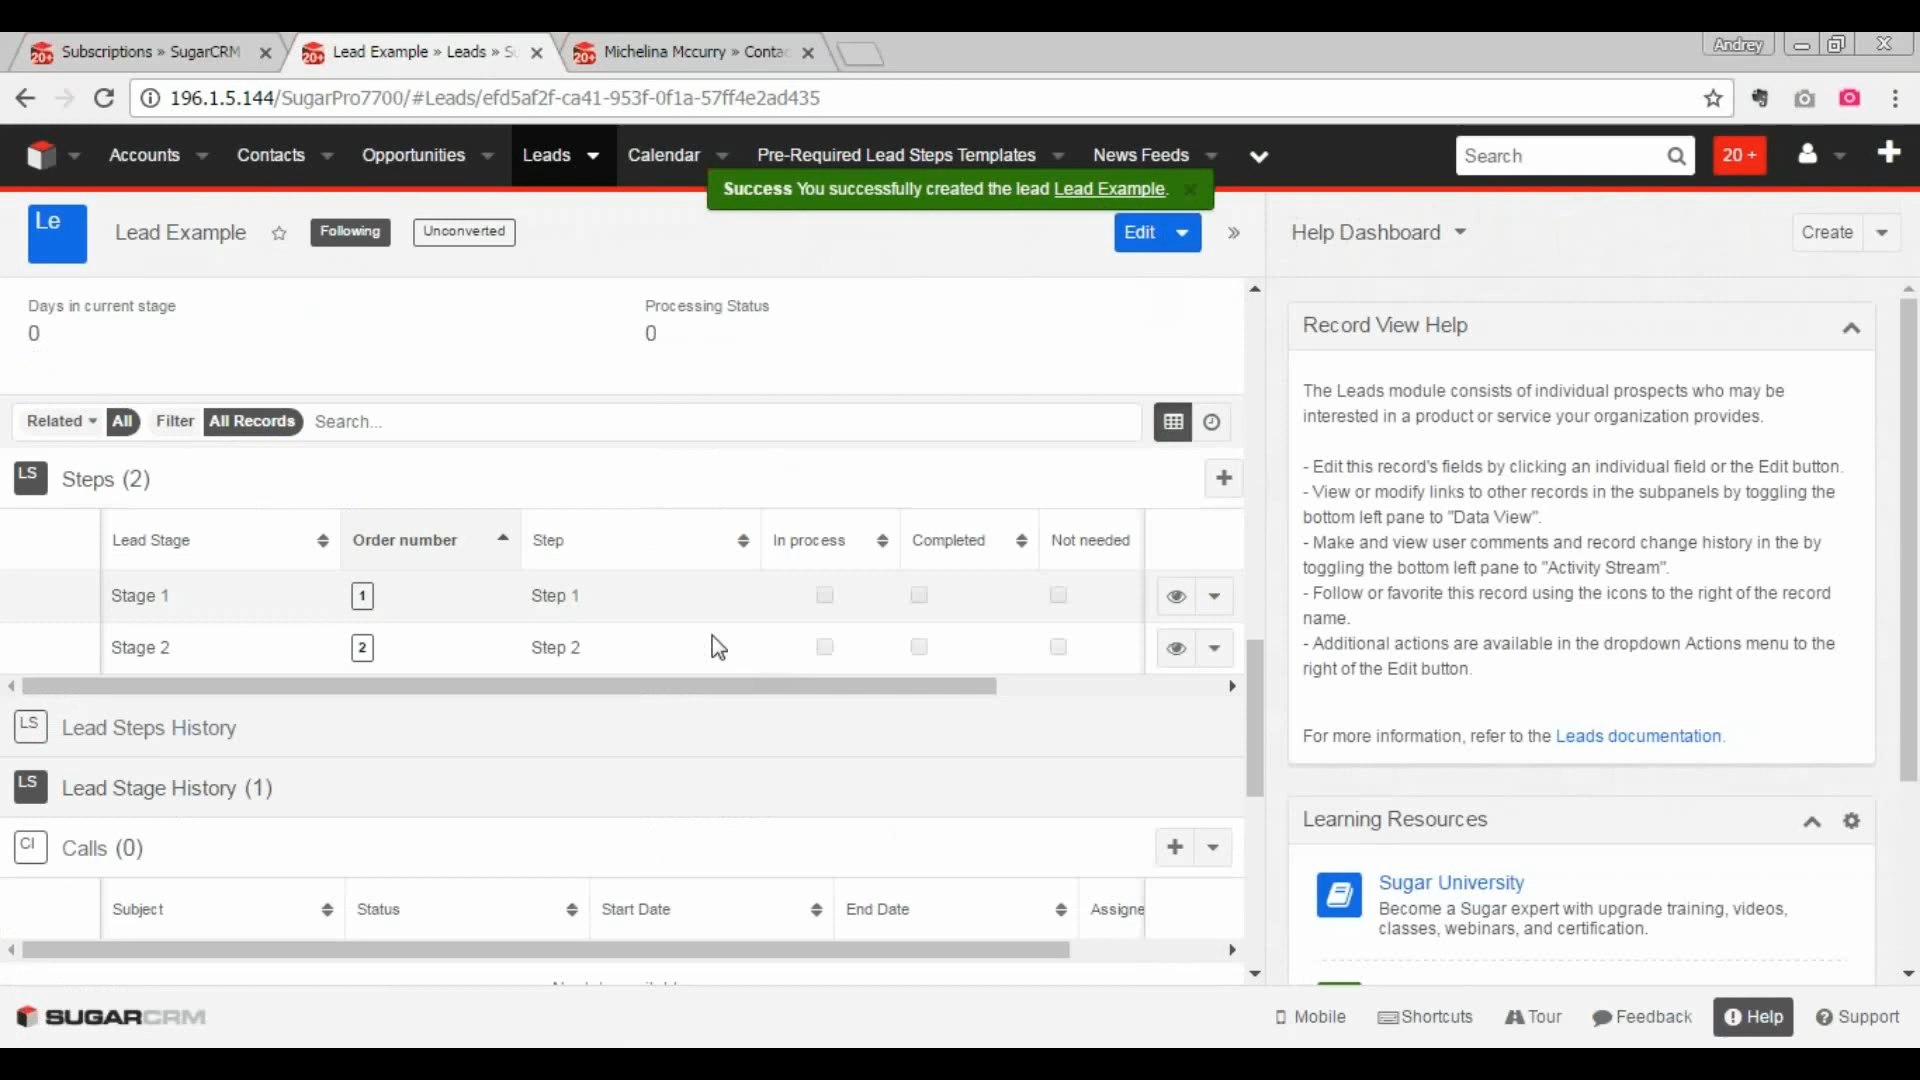 Subscriptions » SugarCRM
Lead Example » Leads » S
Michelina Mccurry » Conta
Andrey
196.1.5.144/SugarPro7700/#Leads/efd5af2f-ca41-953f-0f1a-57ff4e2ad435
Accounts
Contacts
Opportunities
Leads
Calendar
Pre-Required Lead Steps Templates
News Feeds
Search
20 +
Success You successfully created the lead Lead Example.
Le
Lead Example
Following
Unconverted
Edit
Help Dashboard
Create
Days in current stage
0
Processing Status
0
Related
All
Filter
All Records
Search...
LS
Steps (2)
Lead Stage
Order number
Step
In process
Completed
Not needed
Stage 1
1
Step 1
Stage 2
2
Step 2
LS
Lead Steps History
LS
Lead Stage History (1)
Cl
Calls (0)
Subject
Status
Start Date
End Date
Assigne
Record View Help
The Leads module consists of individual prospects who may be
interested in a product or service your organization provides.
- Edit this record's fields by clicking an individual field or the Edit button.
- View or modify links to other records in the subpanels by toggling the
bottom left pane to "Data View".
- Make and view user comments and record change history in the by
toggling the bottom left pane to "Activity Stream".
- Follow or favorite this record using the icons to the right of the record
name.
- Additional actions are available in the dropdown Actions menu to the
right of the Edit button.
For more information, refer to the Leads documentation.
Learning Resources
Sugar University
Become a Sugar expert with upgrade training, videos,
classes, webinars, and certification.
SUGARCRM
Mobile
Shortcuts
Tour
Feedback
Help
Support